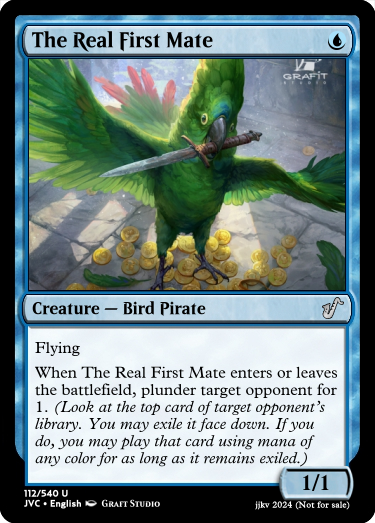 The Real First Mate
GRAFIT
STUDIO
Creature — Bird Pirate
Flying
When The Real First Mate enters or leaves
the battlefield, plunder target opponent for
1. (Look at the top card of target opponent's
library. You may exile it face down. If you
do, you may play that card using mana of
any color for as long as it remains exiled.)
1/1
112/540 U
JVC • English Graft Studio
jjkv 2024 (Not for sale)